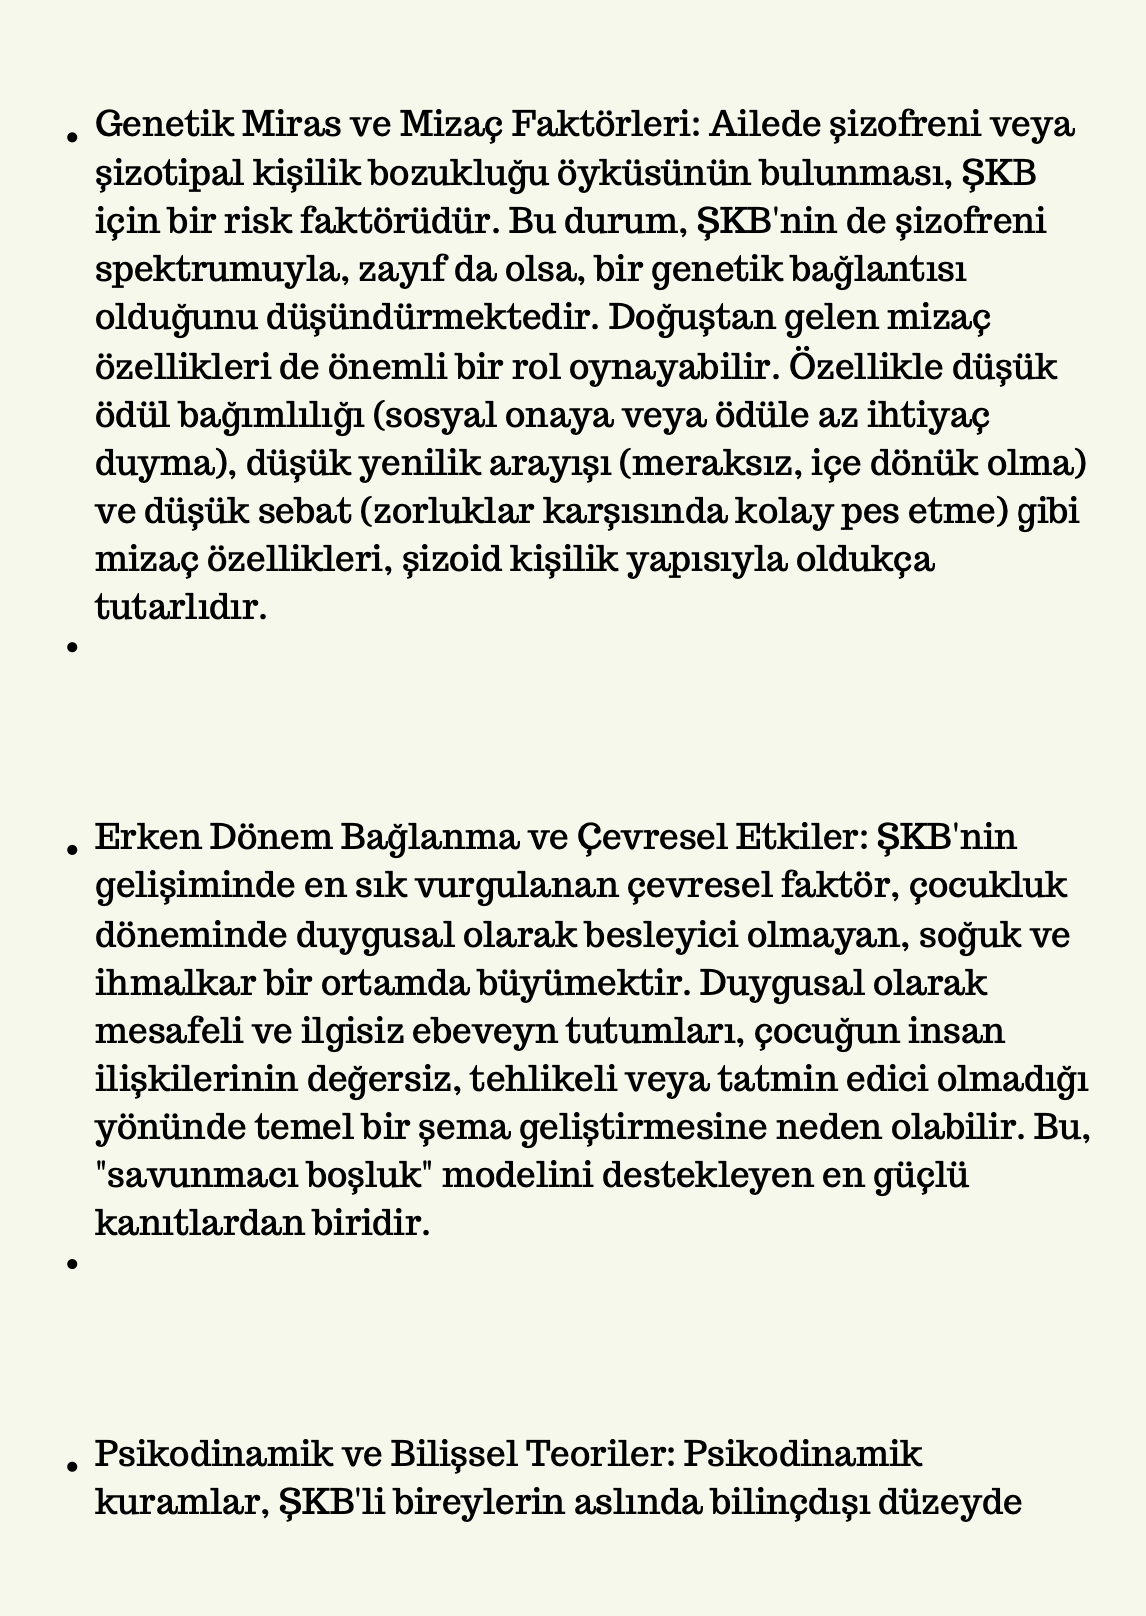 • Genetik Miras ve Mizaç Faktörleri: Ailede şizofreni veya
şizotipal kişilik bozukluğu öyküsünün bulunması, ŞKB
için bir risk faktörüdür. Bu durum, ŞKB'nin de şizofreni
spektrumuyla, zayıf da olsa, bir genetik bağlantısı
olduğunu düşündürmektedir. Doğuştan gelen mizaç
özellikleri de önemli bir rol oynayabilir. Özellikle düşük
ödül bağımlılığı (sosyal onaya veya ödüle az ihtiyaç
duyma), düşük yenilik arayışı (meraksız, içe dönük olma)
ve düşük sebat (zorluklar karşısında kolay pes etme) gibi
mizaç özellikleri, şizoid kişilik yapısıyla oldukça
tutarlıdır.
•
• Erken Dönem Bağlanma ve Çevresel Etkiler: ŞKB'nin
gelişiminde en sık vurgulanan çevresel faktör, çocukluk
döneminde duygusal olarak besleyici olmayan, soğuk ve
ihmalkar bir ortamda büyümektir. Duygusal olarak
mesafeli ve ilgisiz ebeveyn tutumları, çocuğun insan
ilişkilerinin değersiz, tehlikeli veya tatmin edici olmadığı
yönünde temel bir şema geliştirmesine neden olabilir. Bu,
"savunmacı boşluk" modelini destekleyen en güçlü
kanıtlardan biridir.
•
• Psikodinamik ve Bilişsel Teoriler: Psikodinamik
kuramlar, ŞKB'li bireylerin aslında bilinçdışı düzeyde